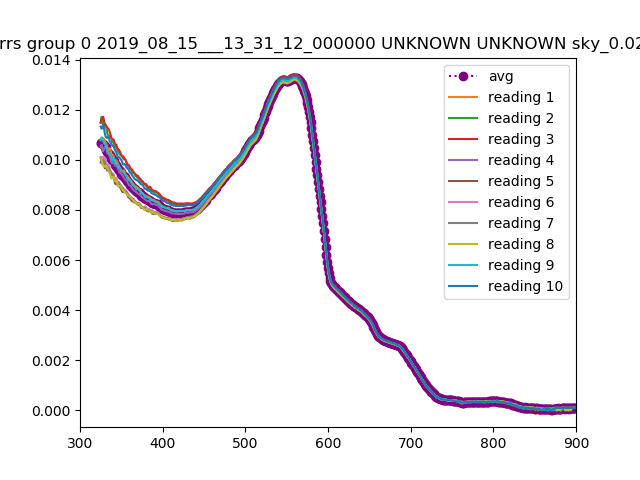 rrs group 0 2019_08_15___13_31_12_000000 UNKNOWN UNKNOWN sky_0.02
0.014
0.012
0.010
0.008
0.006
0.004
0.002
0.000
300 400 500 600 700 800 900
avg
reading 1
reading 2
reading 3
reading 4
reading 5
reading 6
reading 7
reading 8
reading 9
reading 10